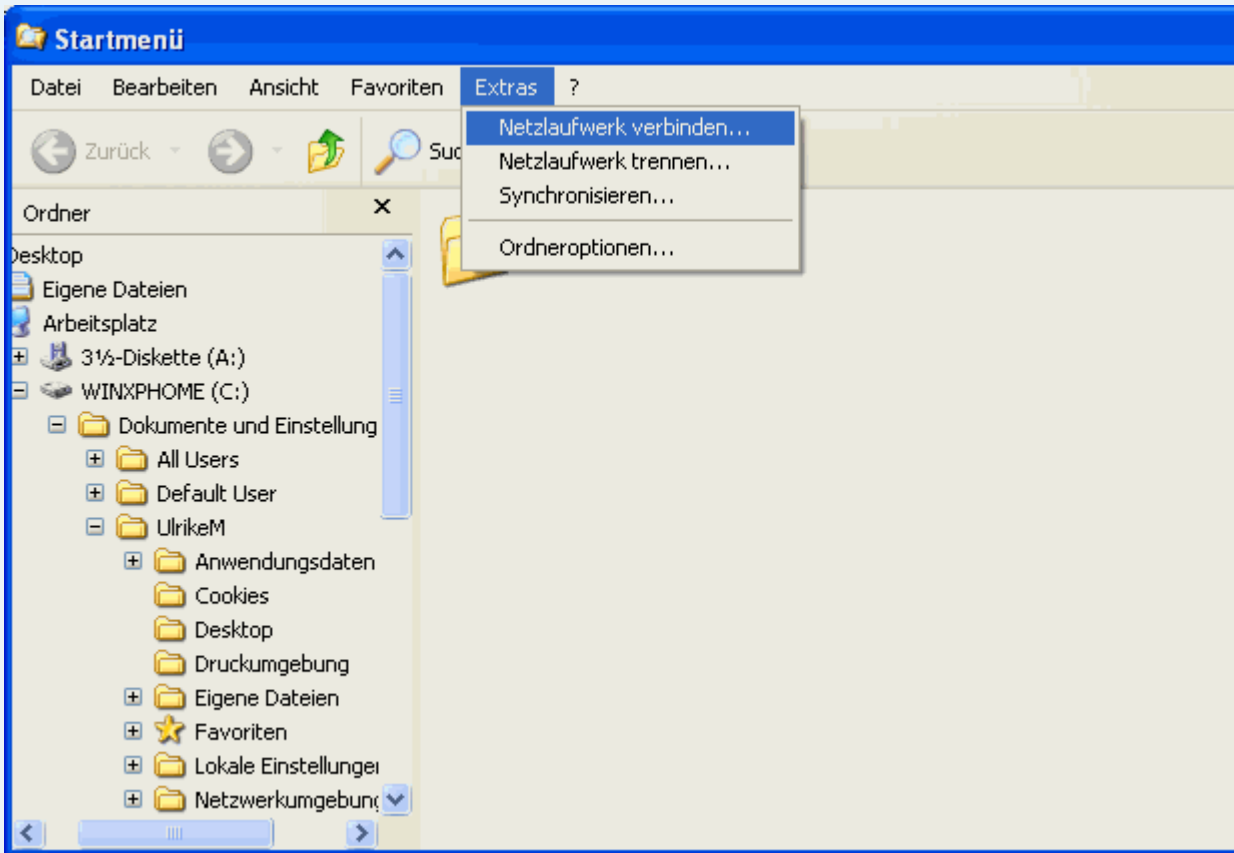 Startmenü
Datei Bearbeiten Ansicht Favoriten Extras ?
Zurück
Netzlaufwerk verbinden...
Netzlaufwerk trennen...
Synchronisieren...
Ordneroptionen...
Ordner
Desktop
Eigene Dateien
Arbeitsplatz
3½-Diskette (A:)
WINXPHOME (C:)
Dokumente und Einstellung
All Users
Default User
UlrikeM
Anwendungsdaten
Cookies
Desktop
Druckumgebung
Eigene Dateien
Favoriten
Lokale Einstellungen
Netzwerkumgebung